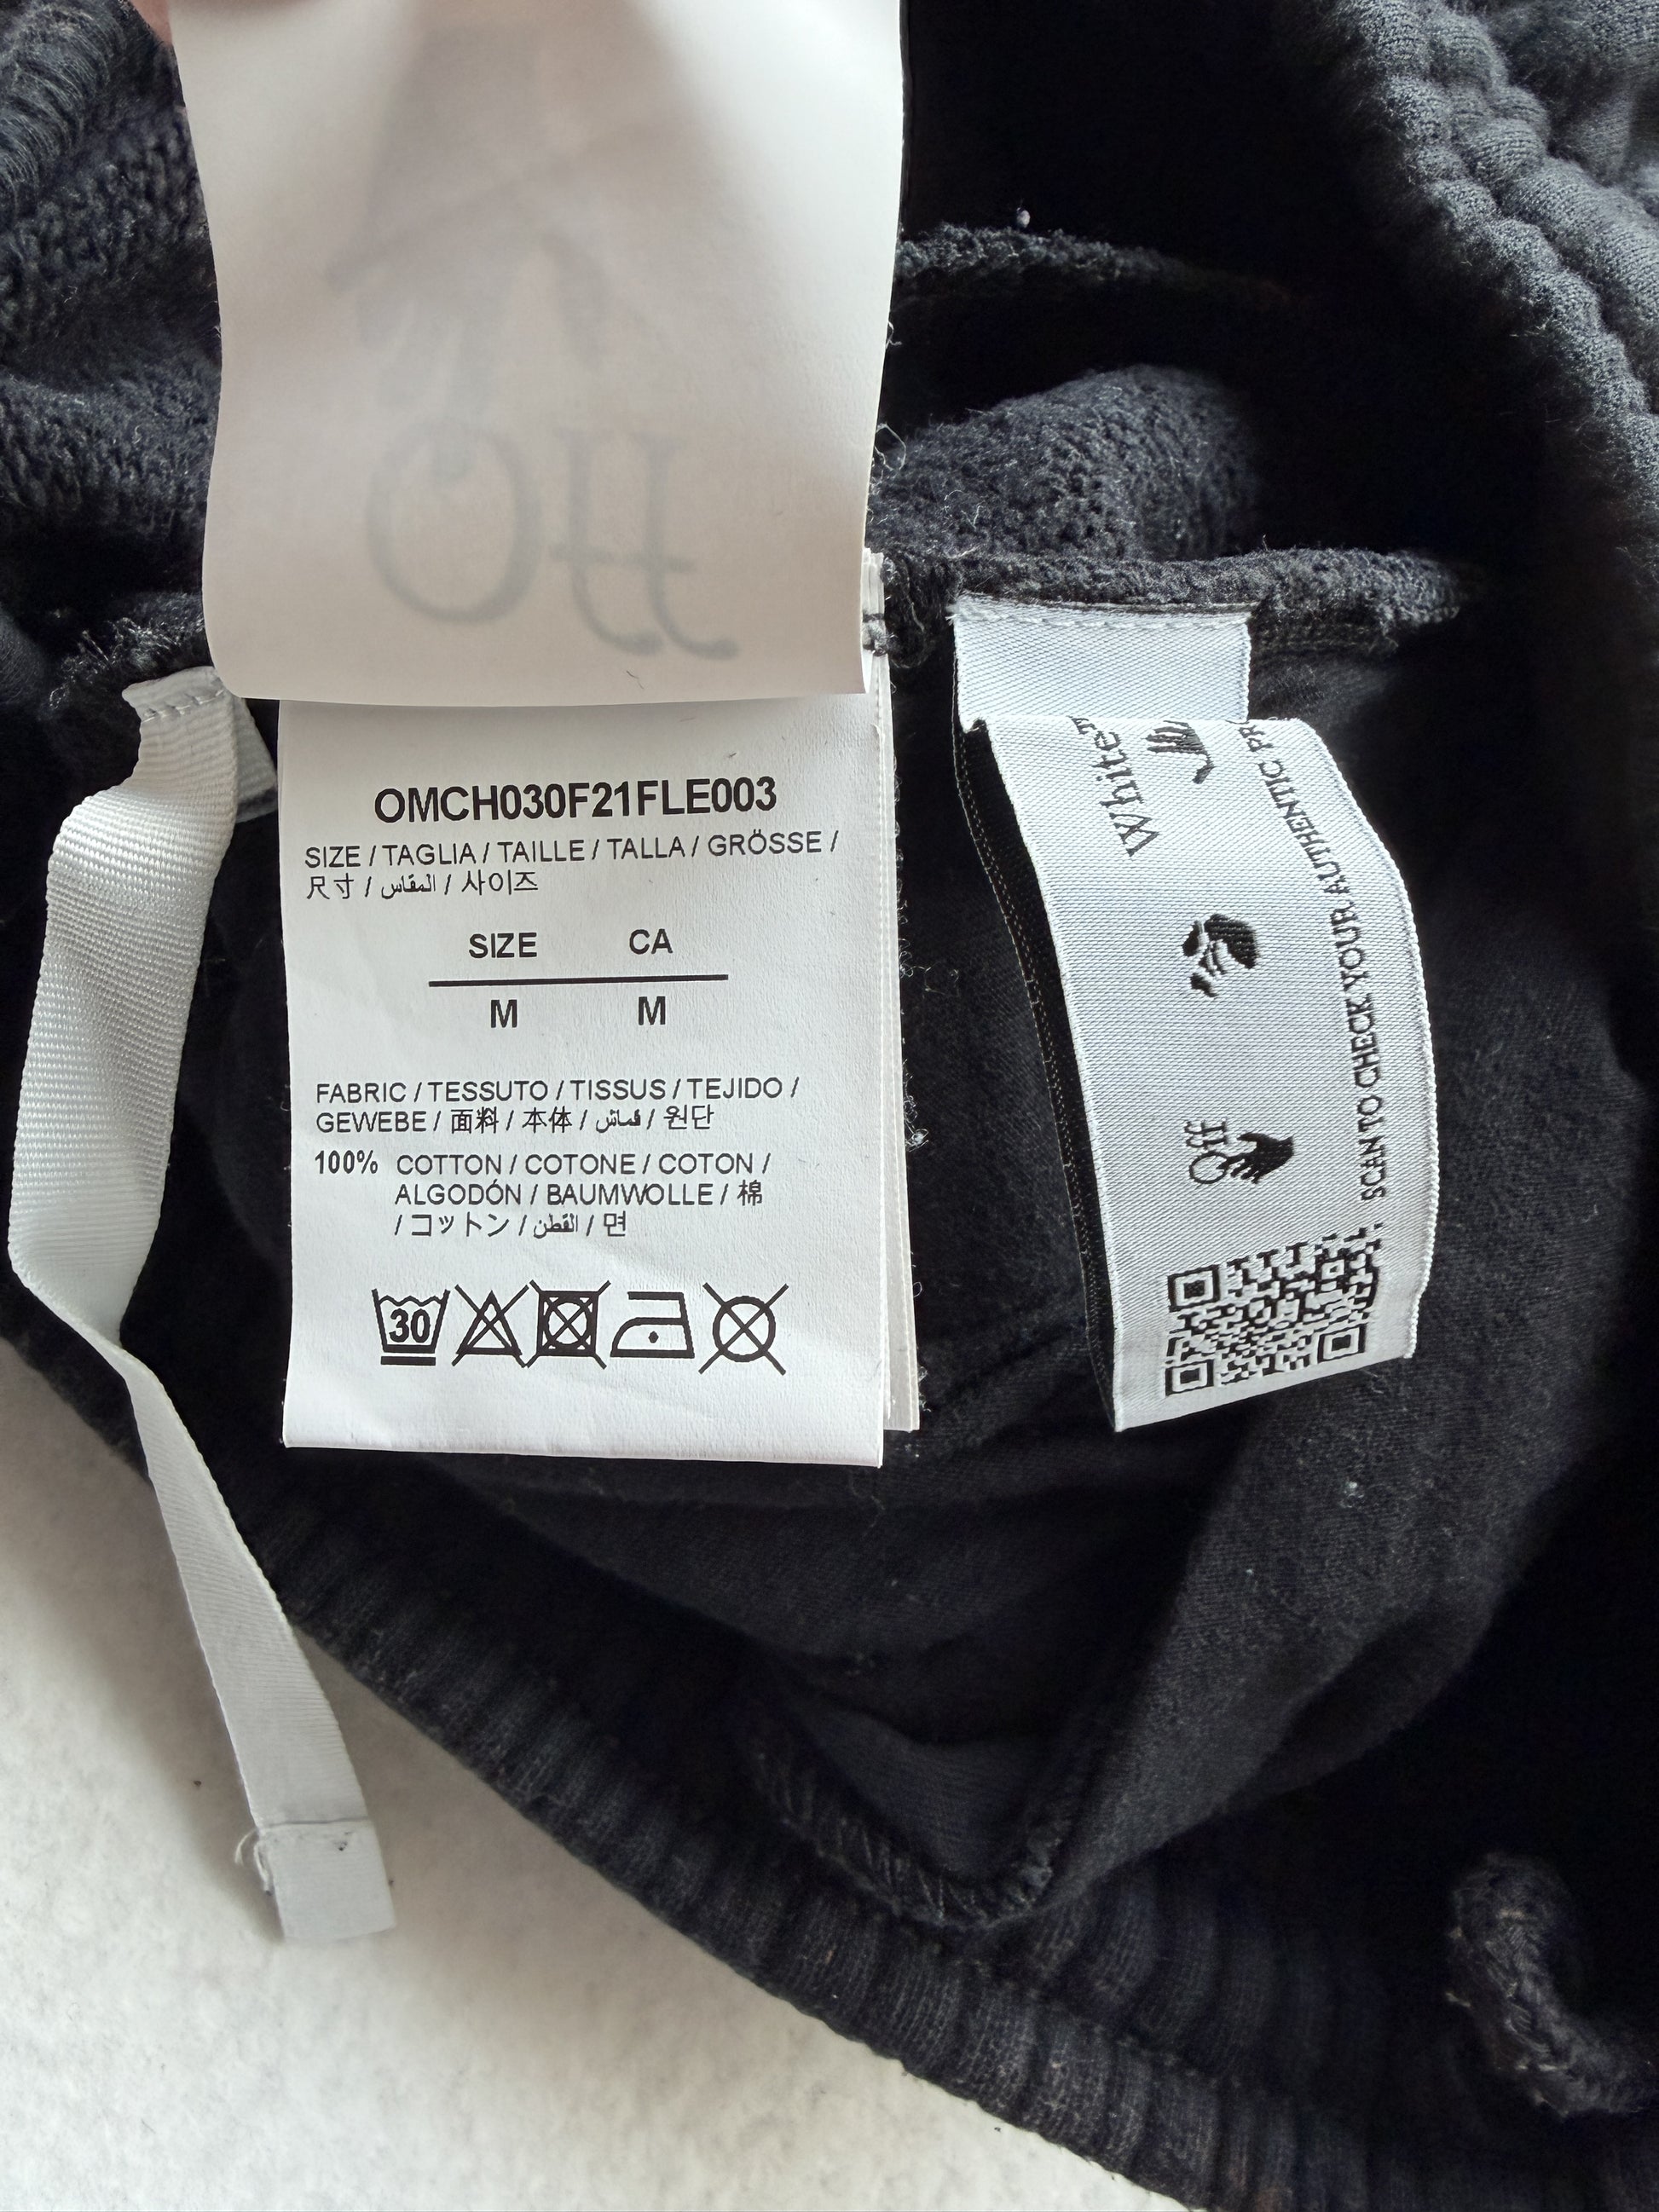 OMCH030F21FLE003
SIZE / TAGLIA / TAILLE / TALLA / GRÖSSE /
尺寸 / المقاس / 사이즈
SIZE CA
M M
FABRIC / TESSUTO / TISSUS / TEJIDO /
GEWEBE / 面料 / 本体 / قماش / 원단
100% COTTON / COTONE / COTON /
ALGODÓN / BAUMWOLLE / 棉
/ コットン / القطن / 면
30
Off
White™
SCAN TO CHECK YOUR AUTHENTIC PR
Off